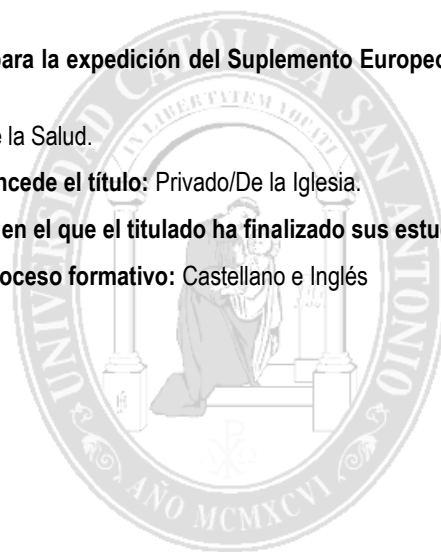 para la expedición del Suplemento Europeo
e la Salud.
ncede el título: Privado/De la Iglesia.
en el que el titulado ha finalizado sus estu
roceso formativo: Castellano e Inglés
UNIVERSIDAD CATÓLICA SAN ANTONIO
IN LIBERTATEM VOCATI
AÑO MCMXCVI